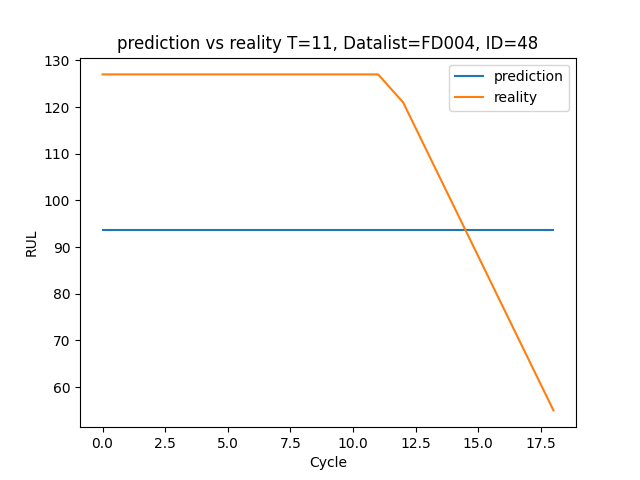 prediction vs reality T=11, Datalist=FD004, ID=48
130
120
110
100
90
80
70
60
RUL
prediction
reality
0.0 2.5 5.0 7.5 10.0 12.5 15.0 17.5
Cycle